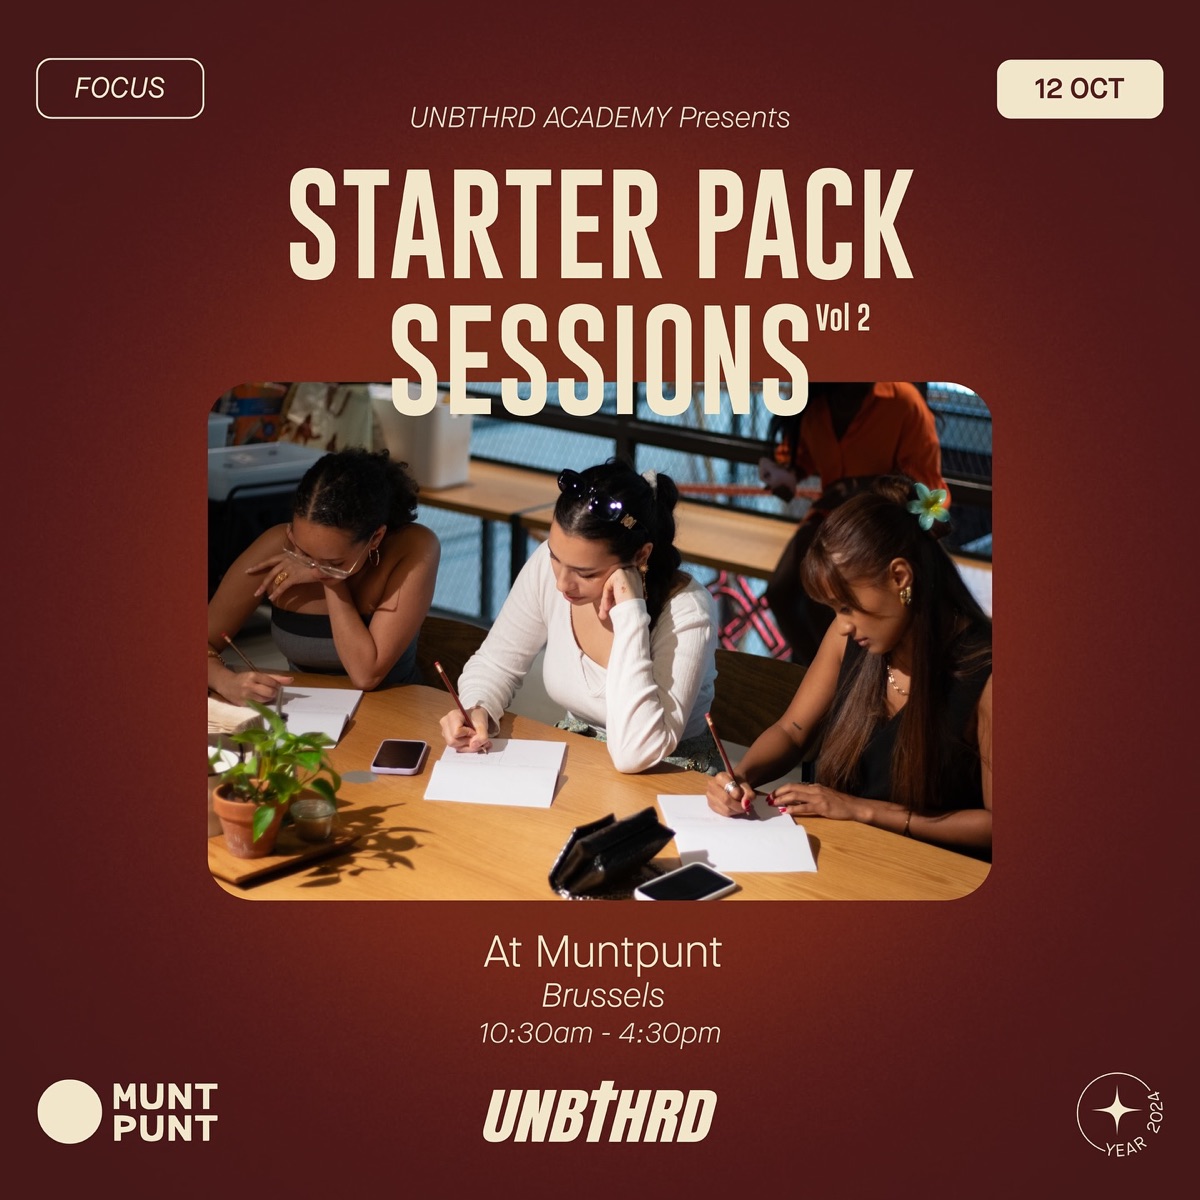 FOCUS
12 OCT
UNBTHRD ACADEMY Presents
STARTER PACK
SESSIONS Vol 2
At Muntpunt
Brussels
10:30am - 4:30pm
MUNT
PUNT
UNBTHRD
YEAR 2024